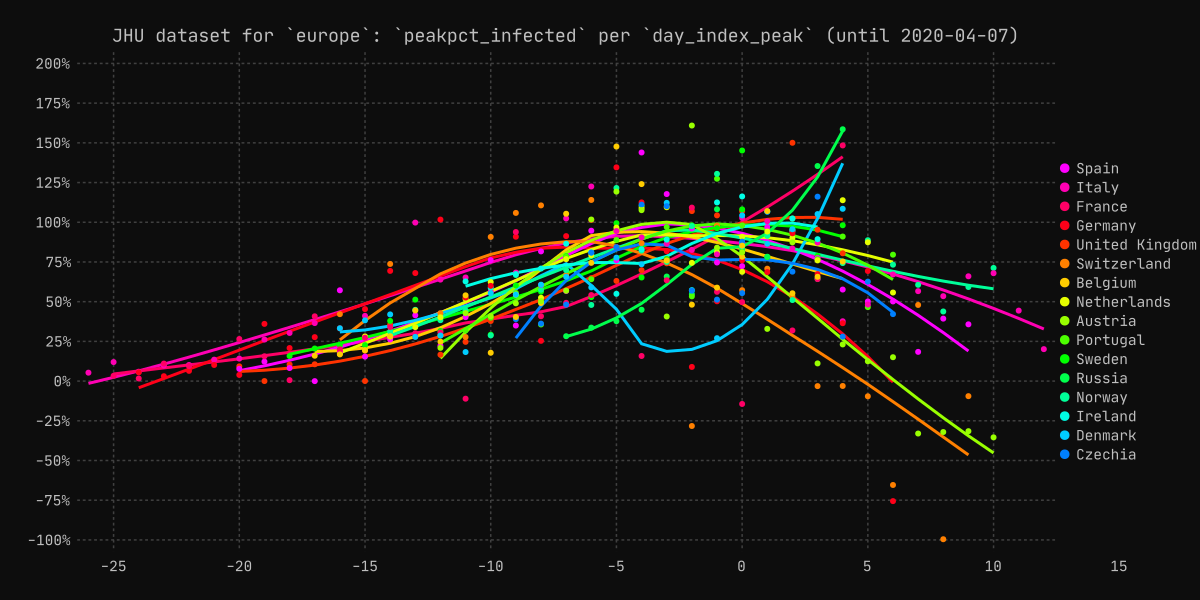 JHU dataset for `europe`: `peakpct_infected` per `day_index_peak` (until 2020-04-07)
200%
175%
150%
125%
100%
75%
50%
25%
0%
-25%
-50%
-75%
-100%
-25 -20 -15 -10 -5 0 5 10 15
Spain
Italy
France
Germany
United Kingdom
Switzerland
Belgium
Netherlands
Austria
Portugal
Sweden
Russia
Norway
Ireland
Denmark
Czechia